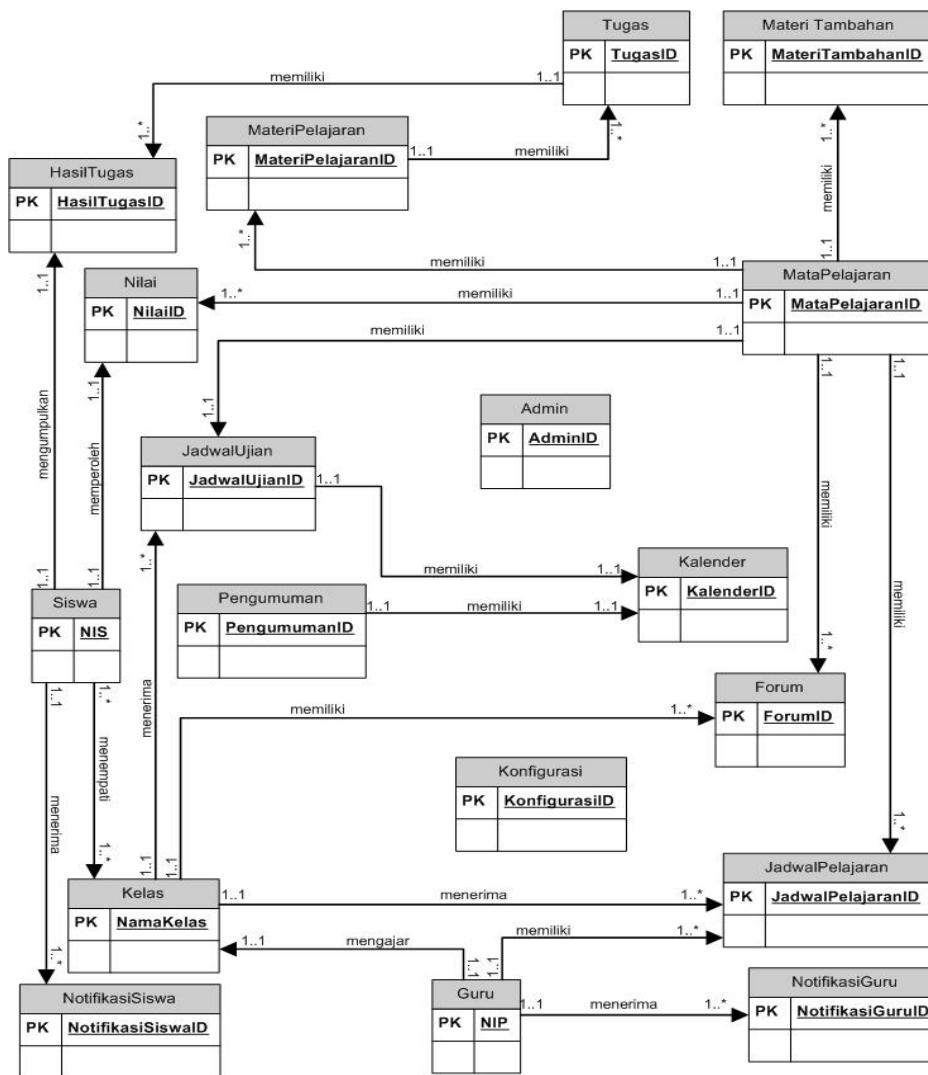 Tugas
PK TugasID
Materi Tambahan
PK MateriTambahanID
memiliki
1..1
1..*
1..*
1..*
MateriPelajaran
PK MateriPelajaranID
1..1
memiliki
HasilTugas
PK HasilTugasID
memiliki
1..1
1..*
memiliki
1..1
1..1
MataPelajaran
PK MataPelajaranID
Nilai
PK NilaiID
1..*
memiliki
1..1
memiliki
1..1
1..1
1..1
1..1
1..1
mengumpulkan
memperoleh
1..1
Admin
PK AdminID
JadwalUjian
PK JadwalUjianID
1..1
memiliki
1..*
memiliki
1..1
Kalender
PK KalenderID
1..1
1..1
Siswa
PK NIS
Pengumuman
PK PengumumanID
1..1
memiliki
1..1
memiliki
1..1
1..*
menerima
1..*
Forum
PK ForumID
memiliki
1..*
menempati
menerima
Konfigurasi
PK KonfigurasiID
1..*
1..1
1..1
1..*
Kelas
PK NamaKelas
1..1
menerima
1..*
JadwalPelajaran
PK JadwalPelajaranID
memiliki
1..*
1..1
mengajar
1..*
1..1
1..1
NotifikasiSiswa
PK NotifikasiSiswaID
Guru
PK NIP
1..1
menerima
1..*
NotifikasiGuru
PK NotifikasiGuruID